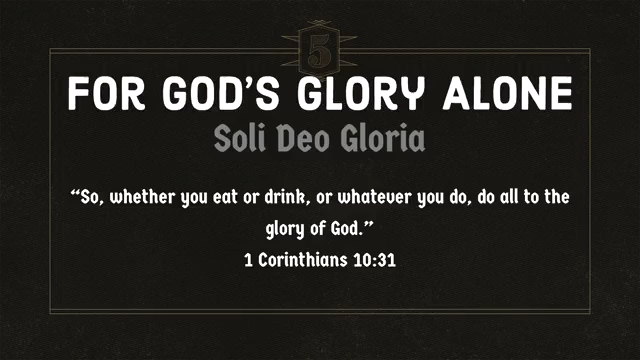 5
FOR GOD'S GLORY ALONE
Soli Deo Gloria
“So, whether you eat or drink, or whatever you do, do all to the
glory of God.”
1 Corinthians 10:31